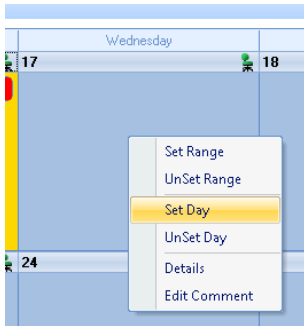 Wednesday
17 18
Set Range
UnSet Range
Set Day
UnSet Day
24
Details
Edit Comment